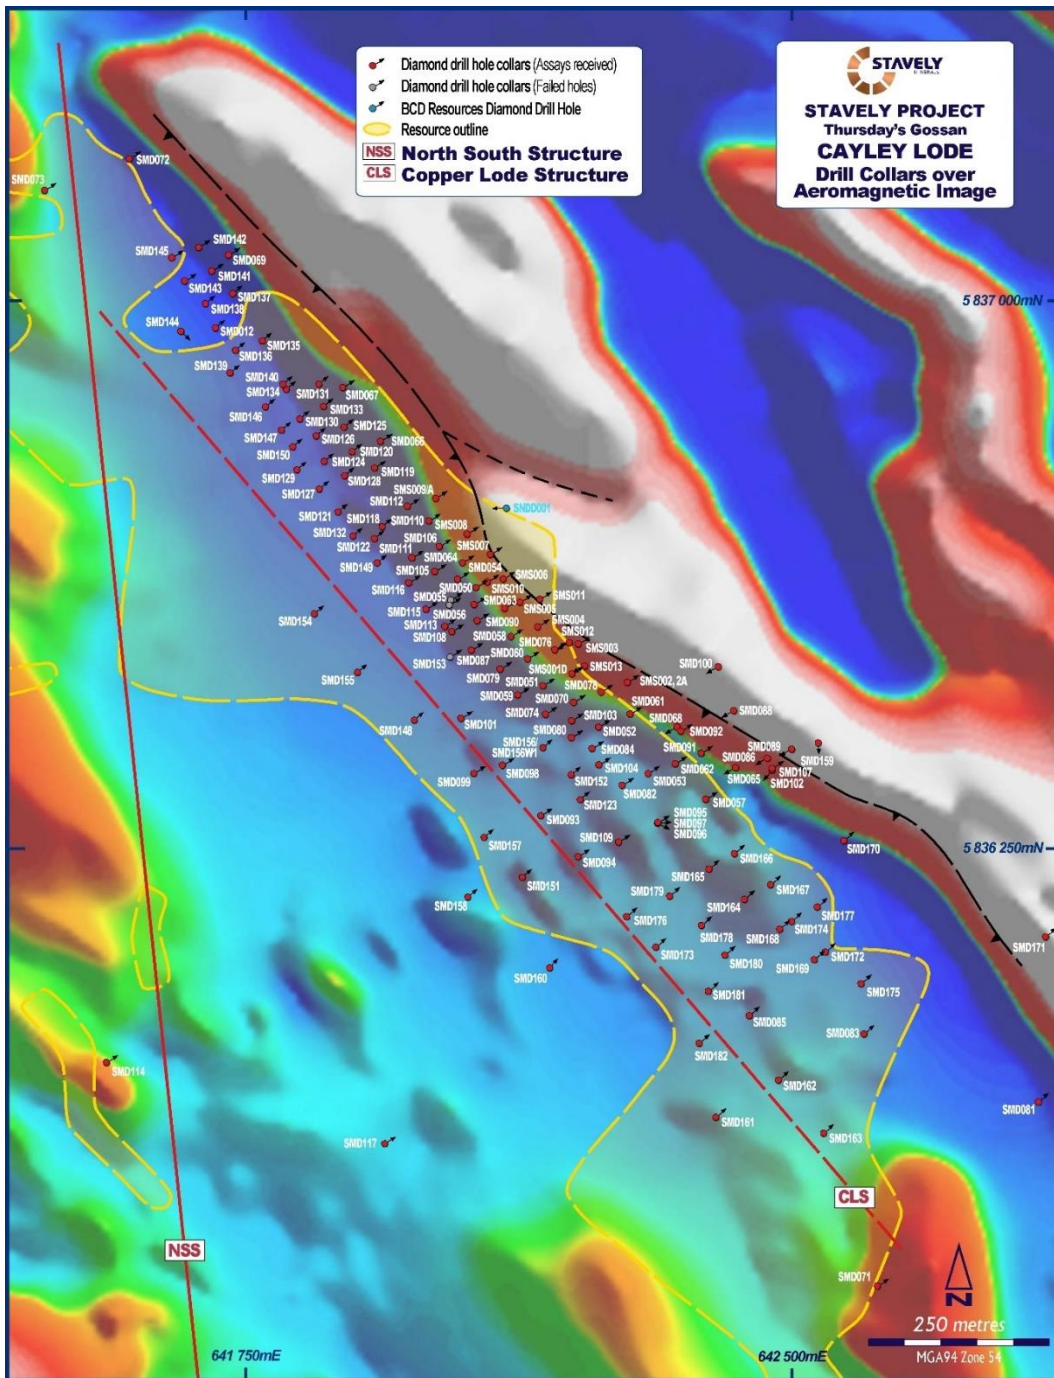 Diamond drill hole collars (Assays received)
Diamond drill hole collars (Failed holes)
BCD Resources Diamond Drill Hole
Resource outline
NSS North South Structure
CLS Copper Lode Structure
STAVELY
STAVELY PROJECT
Thursday's Gossan
CAYLEY LODE
Drill Collars over
Aeromagnetic Image
SMD072
SMD073
SMD142
SMD145
SMD069
SMD141
SMD143
SMD137
5 837 000mN
SMD138
SMD144
SMD012
SMD135
SMD136
SMD139
SMD140
SMD134
SMD131
SMD067
SMD146
SMD133
SMD130
SMD125
SMD147
SMD126
SMD066
SMD150
SMD120
SMD124
SMD119
SMD129
SMD128
SMD127
SMS009/A
SMD112
SNDD001
SMD121
SMD118
SMD110
SMS008
SMD132
SMD122
SMD106
SMS007
SMD111
SMD064
SMD054
SMD149
SMD105
SMS006
SMD116
SMD050
SMS010
SMD055
SMD063
SMS011
SMD115
SMD056
SMS005
SMD154
SMD113
SMD090
SMS004
SMD108
SMD058
SMD076
SMS012
SMS003
SMD153
SMD087
SMD060
SMD100
SMD155
SMD079
SMS001D
SMS013
SMD051
SMD078
SMS002, 2A
SMD059
SMD070
SMD061
SMD088
SMD148
SMD101
SMD074
SMD103
SMD068
SMD080
SMD052
SMD092
SMD156/
SMD156W1
SMD084
SMD091
SMD089
SMD086
SMD159
SMD099
SMD098
SMD104
SMD062
SMD107
SMD152
SMD053
SMD065
SMD102
SMD082
SMD123
SMD057
SMD093
SMD095
SMD097
SMD096
SMD157
SMD109
SMD170
5 836 250mN
SMD094
SMD166
SMD165
SMD151
SMD167
SMD158
SMD179
SMD164
SMD176
SMD177
SMD174
SMD178
SMD168
SMD171
SMD173
SMD180
SMD172
SMD169
SMD160
SMD175
SMD181
SMD085
SMD083
SMD182
SMD114
SMD162
SMD081
SMD161
SMD163
SMD117
CLS
NSS
SMD071
N
250 metres
MGA94 Zone 54
641 750mE
642 500mE